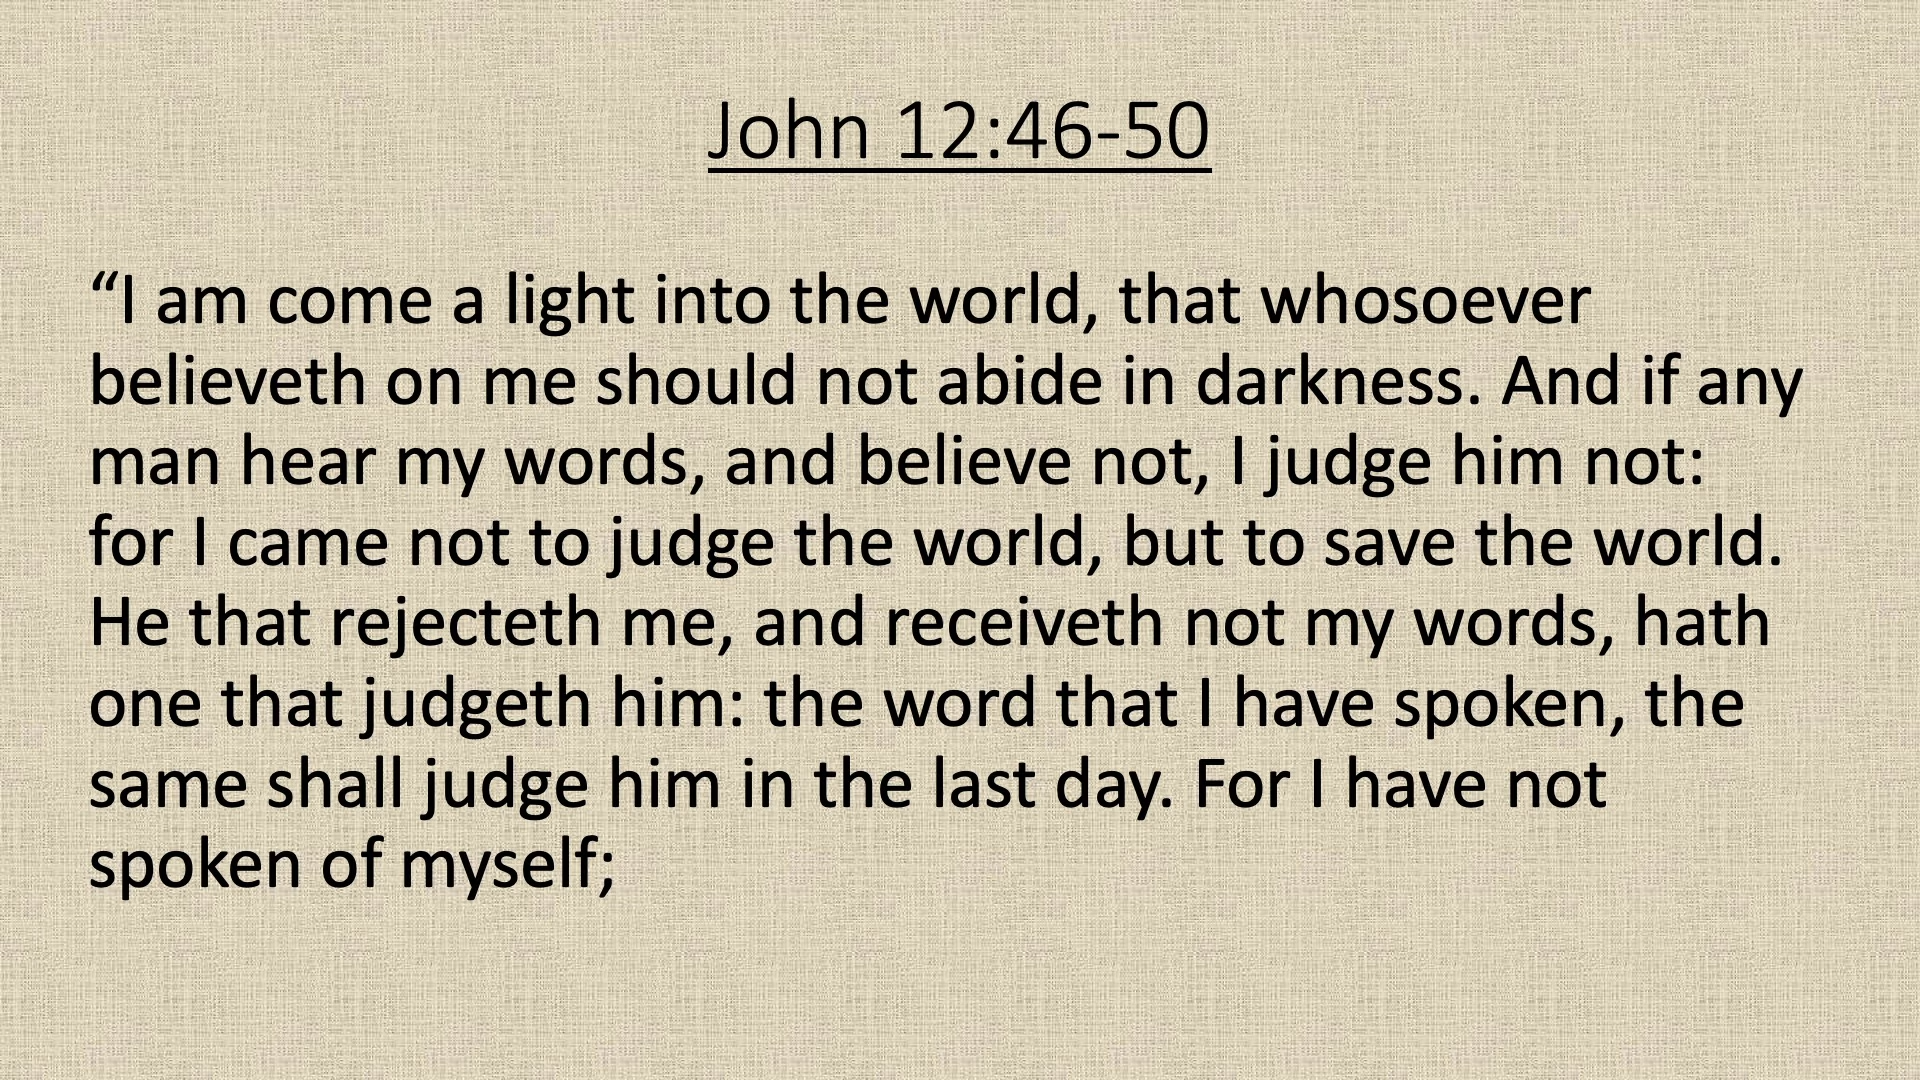 John 12:46-50
“I am come a light into the world, that whosoever
believeth on me should not abide in darkness. And if any
man hear my words, and believe not, I judge him not:
for I came not to judge the world, but to save the world.
He that rejecteth me, and receiveth not my words, hath
one that judgeth him: the word that I have spoken, the
same shall judge him in the last day. For I have not
spoken of myself;